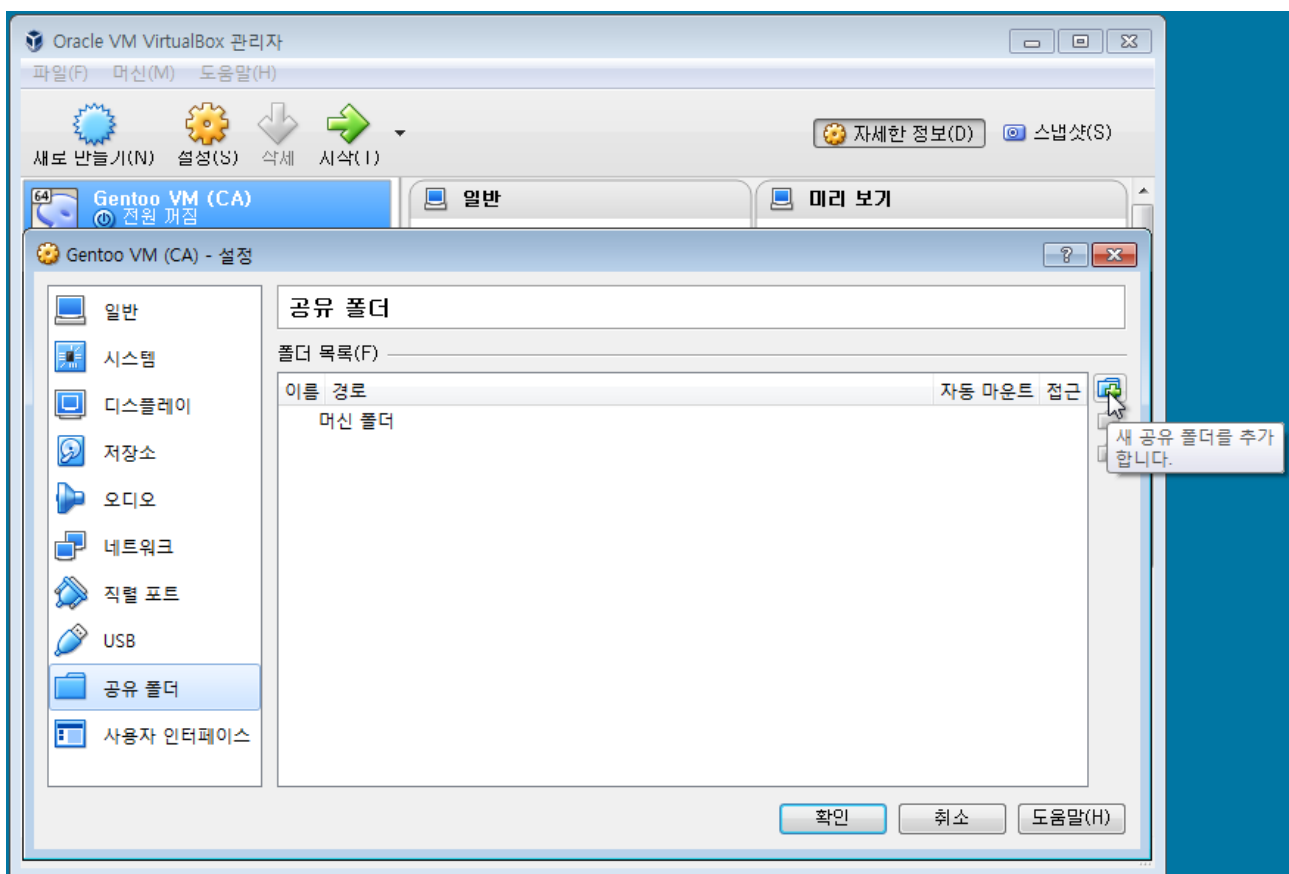 Oracle VM VirtualBox 관리자
파일(F) 머신(M) 도움말(H)
새로 만들기(N) 설정(S) 삭제 시작(T) 자세한 정보(D) 스냅샷(S)
64 Gentoo VM (CA) 일반 미리 보기
전원 꺼짐
Gentoo VM (CA) - 설정
일반 공유 폴더
시스템 폴더 목록(F)
이름 경로 자동 마운트 접근
디스플레이 머신 폴더
새 공유 폴더를 추가
합니다.
저장소
오디오
네트워크
직렬 포트
USB
공유 폴더
사용자 인터페이스
확인 취소 도움말(H)